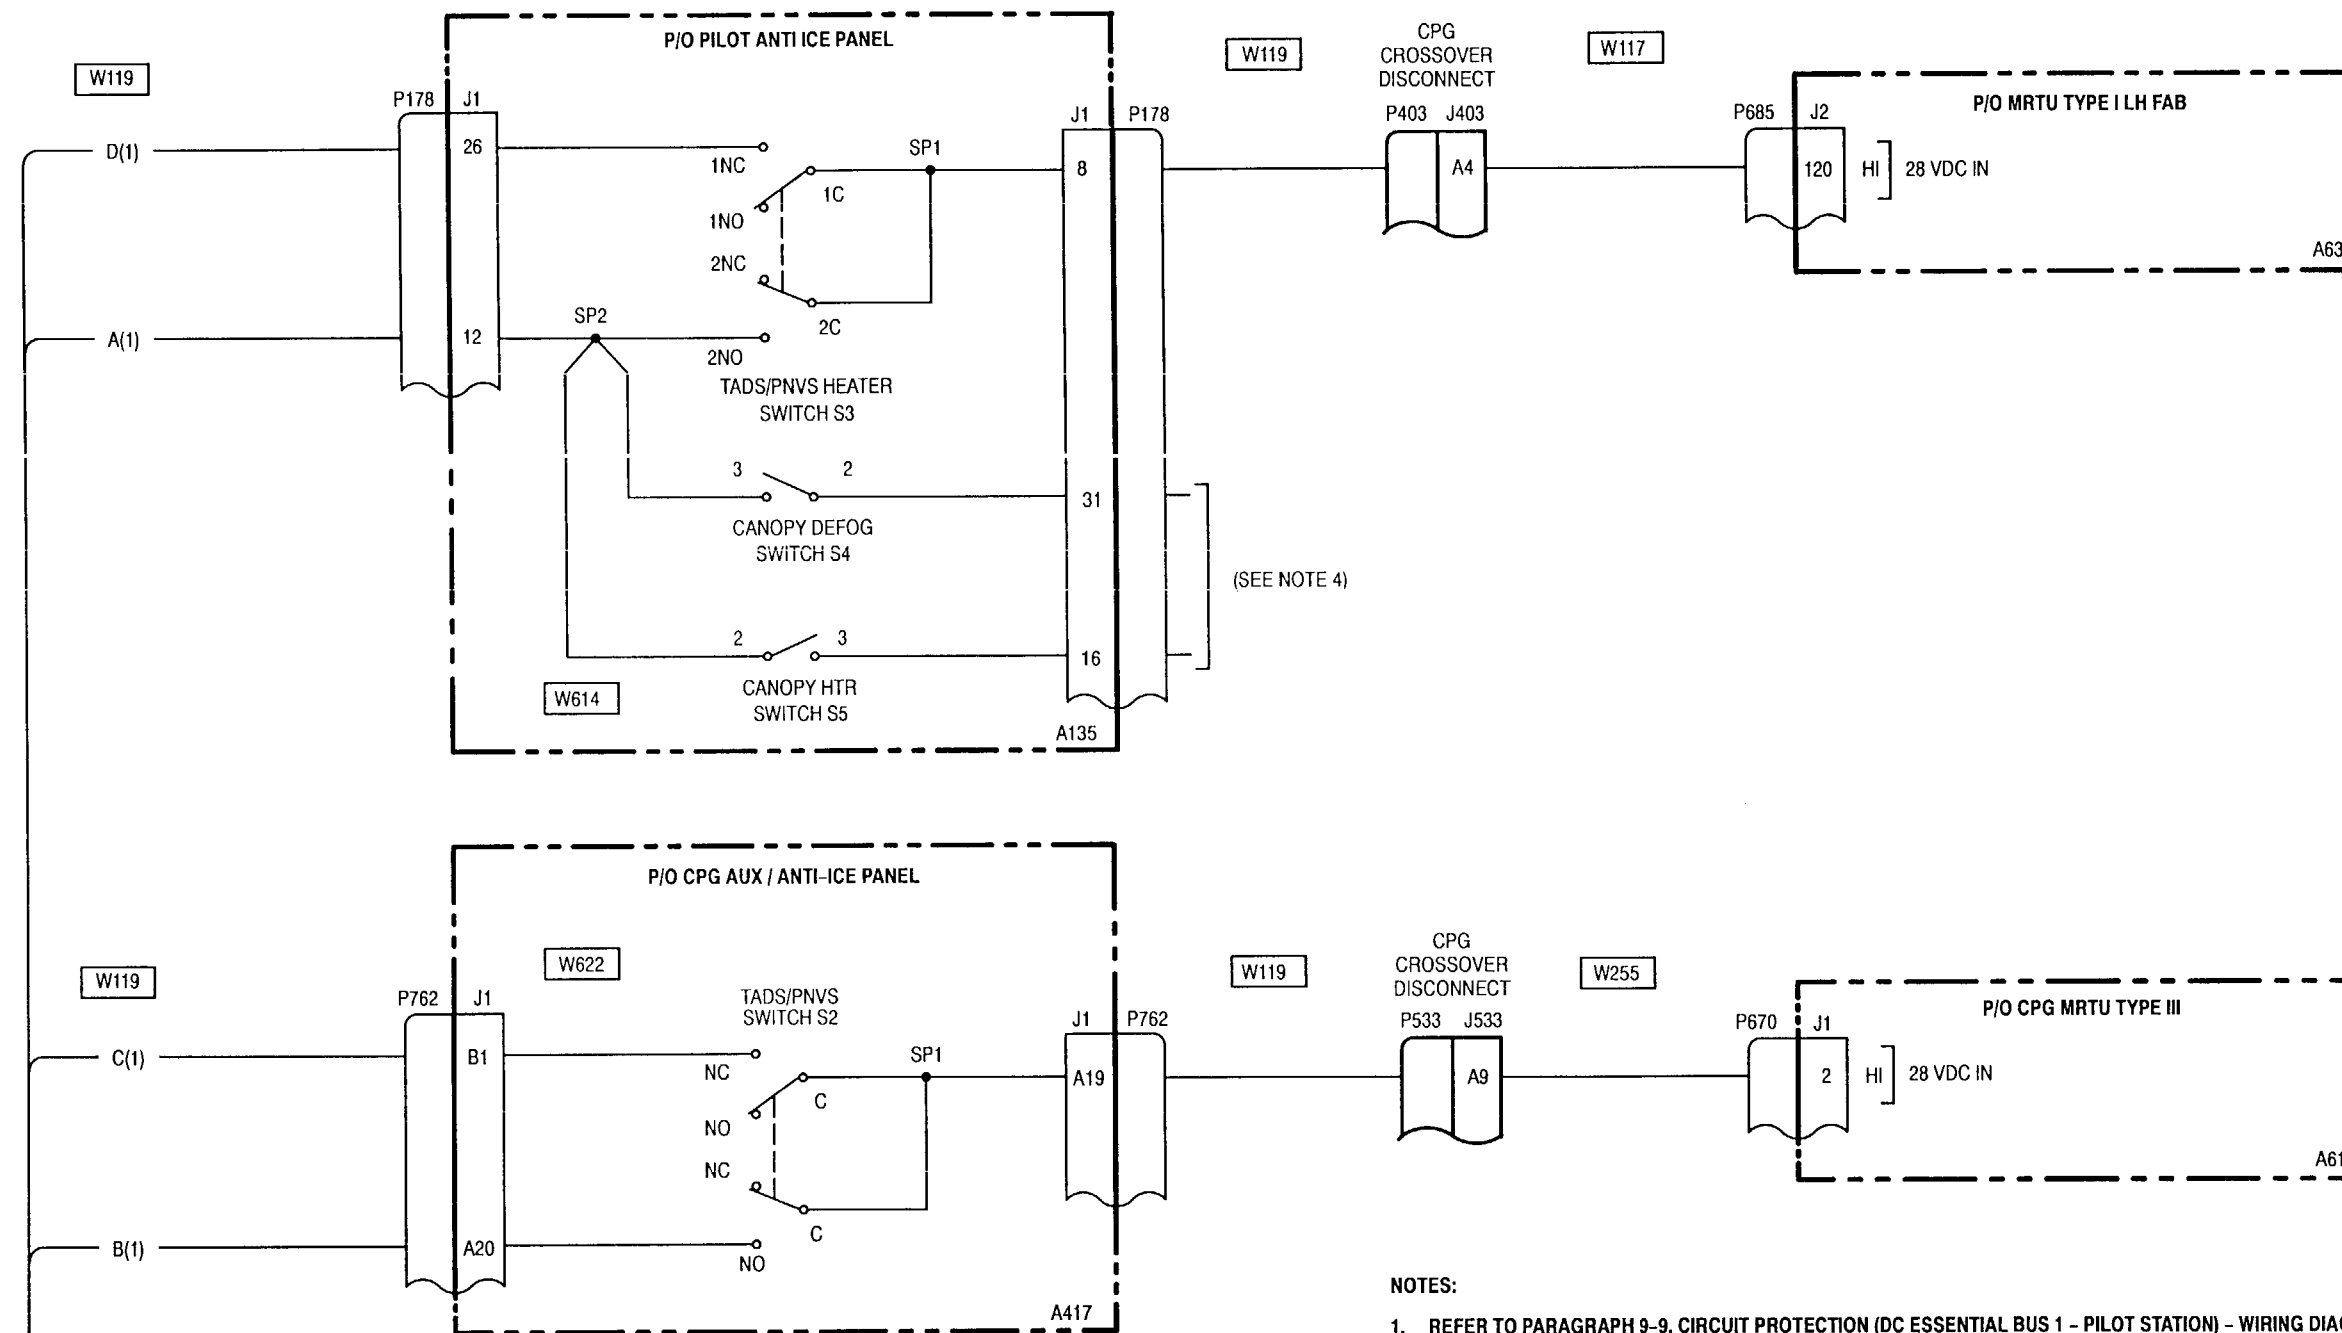 P/O PILOT ANTI ICE PANEL
W119
P178 J1
D(1)
26
1NC
1C
1NO
2NC
2C
SP1
A(1)
12
SP2
2NO
TADS/PNVS HEATER
SWITCH S3
3 2
CANOPY DEFOG
SWITCH S4
2 3
CANOPY HTR
SWITCH S5
W614
A135
J1 P178
8
31
16
(SEE NOTE 4)
W119
CPG
CROSSOVER
DISCONNECT
P403 J403
A4
W117
P685 J2
120
HI
28 VDC IN
P/O MRTU TYPE I LH FAB
A63
P/O CPG AUX / ANTI-ICE PANEL
W119
W622
P762 J1
C(1)
B1
TADS/PNVS
SWITCH S2
NC
C
NO
NC
C
NO
SP1
B(1)
A20
A417
J1 P762
A19
W119
CPG
CROSSOVER
DISCONNECT
P533 J533
A9
W255
P670 J1
2
HI
28 VDC IN
P/O CPG MRTU TYPE III
A61
NOTES:
1. REFER TO PARAGRAPH 9-9, CIRCUIT PROTECTION (DC ESSENTIAL BUS 1 - PILOT STATION) - WIRING DIAG